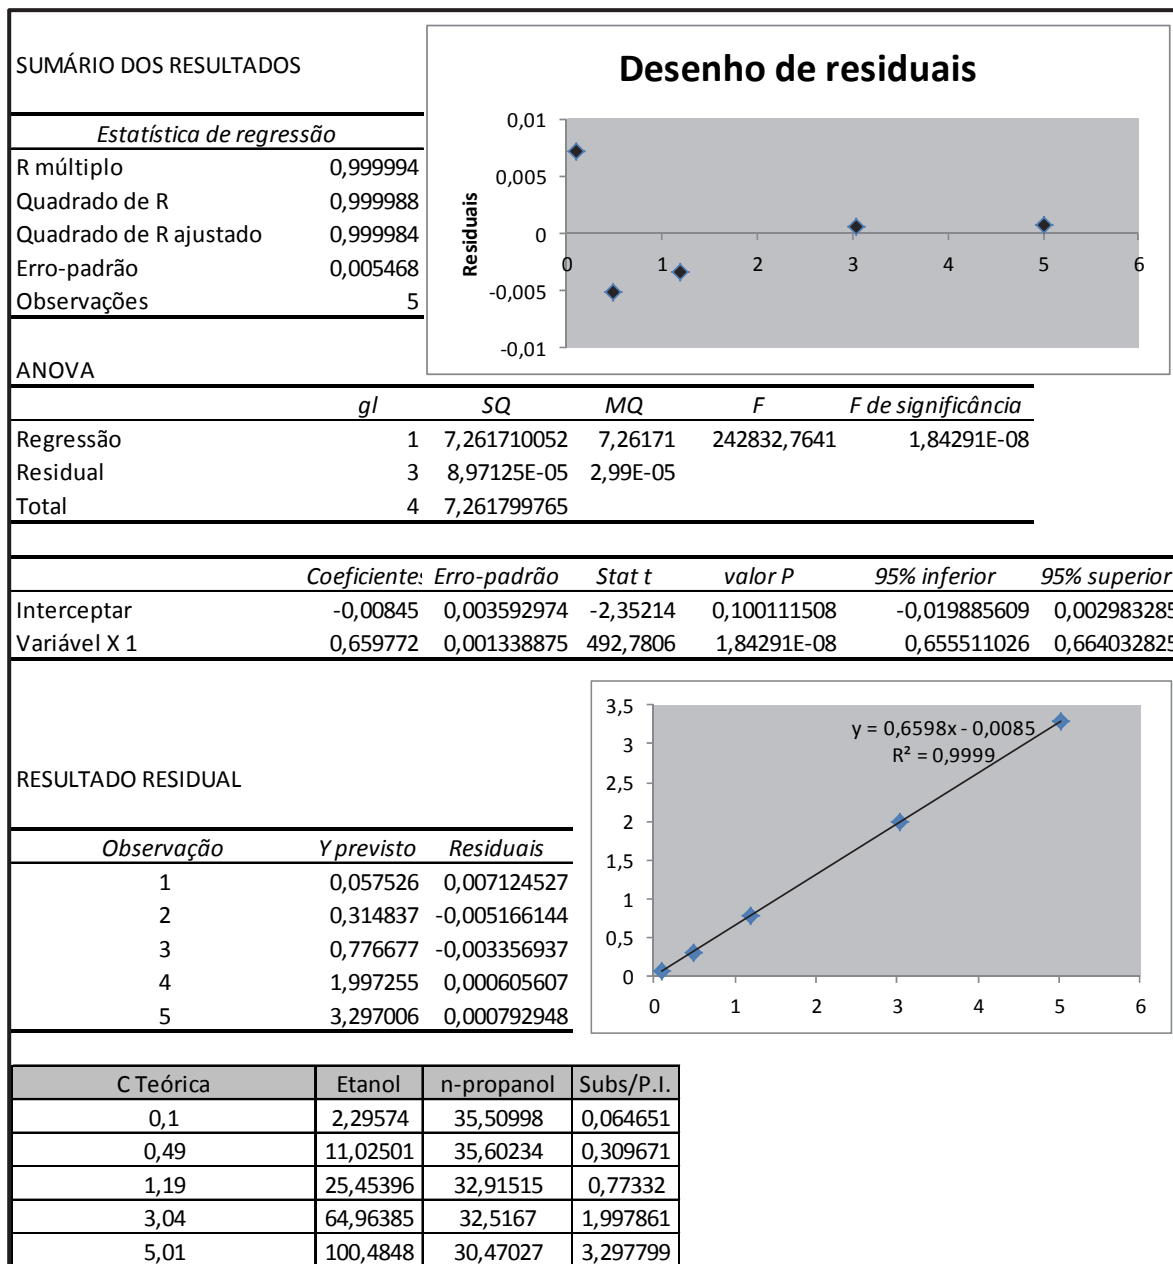 SUMÁRIO DOS RESULTADOS
Estatística de regressão
R múltiplo 0,999994
Quadrado de R 0,999988
Quadrado de R ajustado 0,999984
Erro-padrão 0,005468
Observações 5
Desenho de residuais
Residuais
0,01
0,005
0
-0,005
-0,01
0 1 2 3 4 5 6
ANOVA
gl SQ MQ F F de significância
Regressão 1 7,261710052 7,26171 242832,7641 1,84291E-08
Residual 3 8,97125E-05 2,99E-05
Total 4 7,261799765
Coeficientes Erro-padrão Stat t valor P 95% inferior 95% superior
Interceptar -0,00845 0,003592974 -2,35214 0,100111508 -0,019885609 0,002983285
Variável X 1 0,659772 0,001338875 492,7806 1,84291E-08 0,655511026 0,664032825
RESULTADO RESIDUAL
Observação Y previsto Residuais
1 0,057526 0,007124527
2 0,314837 -0,005166144
3 0,776677 -0,003356937
4 1,997255 0,000605607
5 3,297006 0,000792948
y = 0,6598x - 0,0085
R² = 0,9999
3,5
3
2,5
2
1,5
1
0,5
0
0 1 2 3 4 5 6
C Teórica Etanol n-propanol Subs/P.I.
0,1 2,29574 35,50998 0,064651
0,49 11,02501 35,60234 0,309671
1,19 25,45396 32,91515 0,77332
3,04 64,96385 32,5167 1,997861
5,01 100,4848 30,47027 3,297799